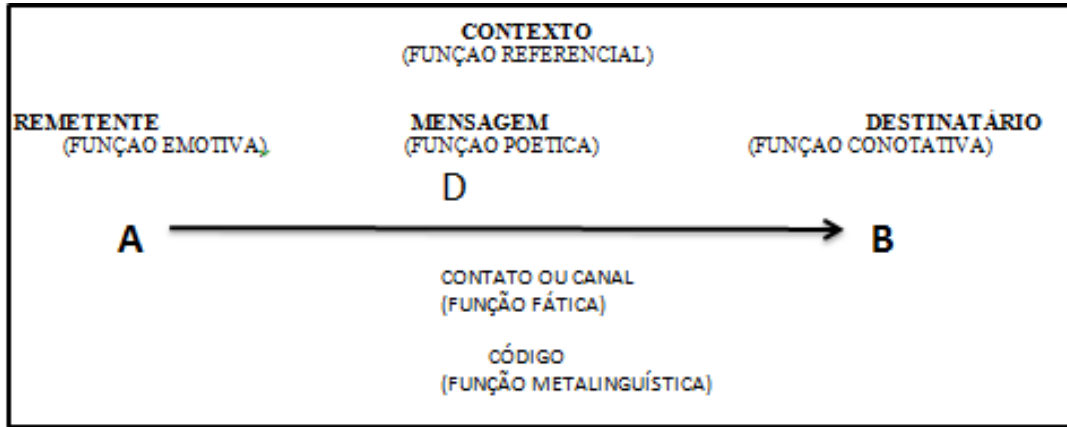 CONTEXTO
(FUNÇAO REFERENCIAL)
REMETENTE MENSAGEM DESTINATÁRIO
(FUNÇAO EMOTIVA). (FUNÇAO POETICA) (FUNÇAO CONOTATIVA)
D
A B
CONTATO OU CANAL
(FUNÇÃO FÁTICA)
CÓDIGO
(FUNÇÃO METALINGUÍSTICA)